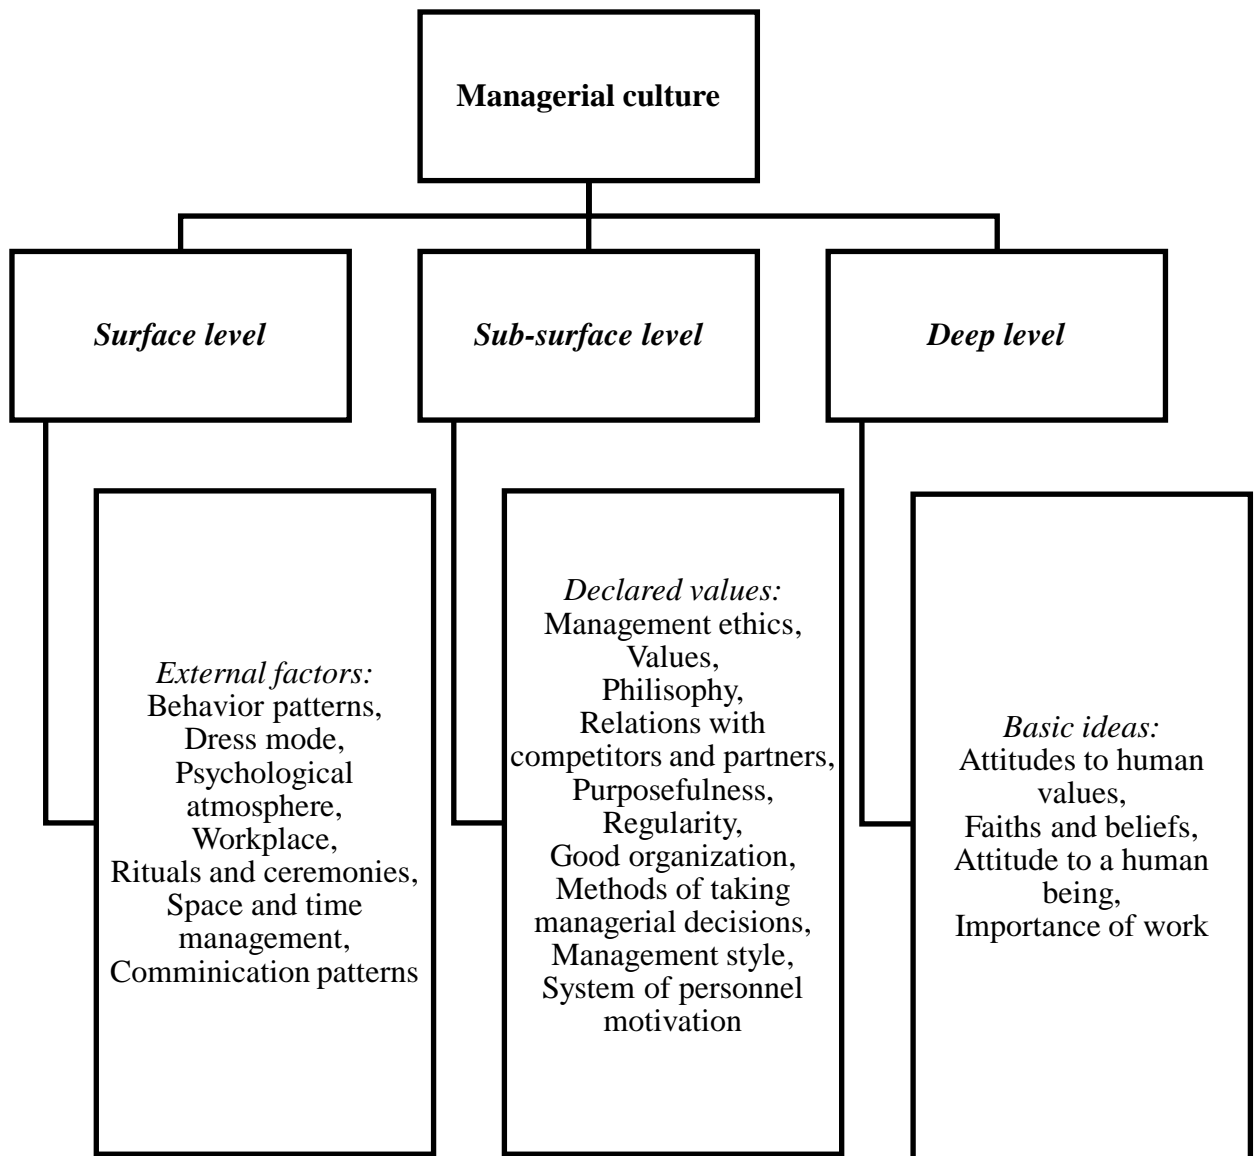 Managerial culture
Surface level
Sub-surface level
Deep level
External factors:
Behavior patterns,
Dress mode,
Psychological
atmosphere,
Workplace,
Rituals and ceremonies,
Space and time
management,
Comminication patterns
Declared values:
Management ethics,
Values,
Philisophy,
Relations with
competitors and partners,
Purposefulness,
Regularity,
Good organization,
Methods of taking
managerial decisions,
Management style,
System of personnel
motivation
Basic ideas:
Attitudes to human
values,
Faiths and beliefs,
Attitude to a human
being,
Importance of work